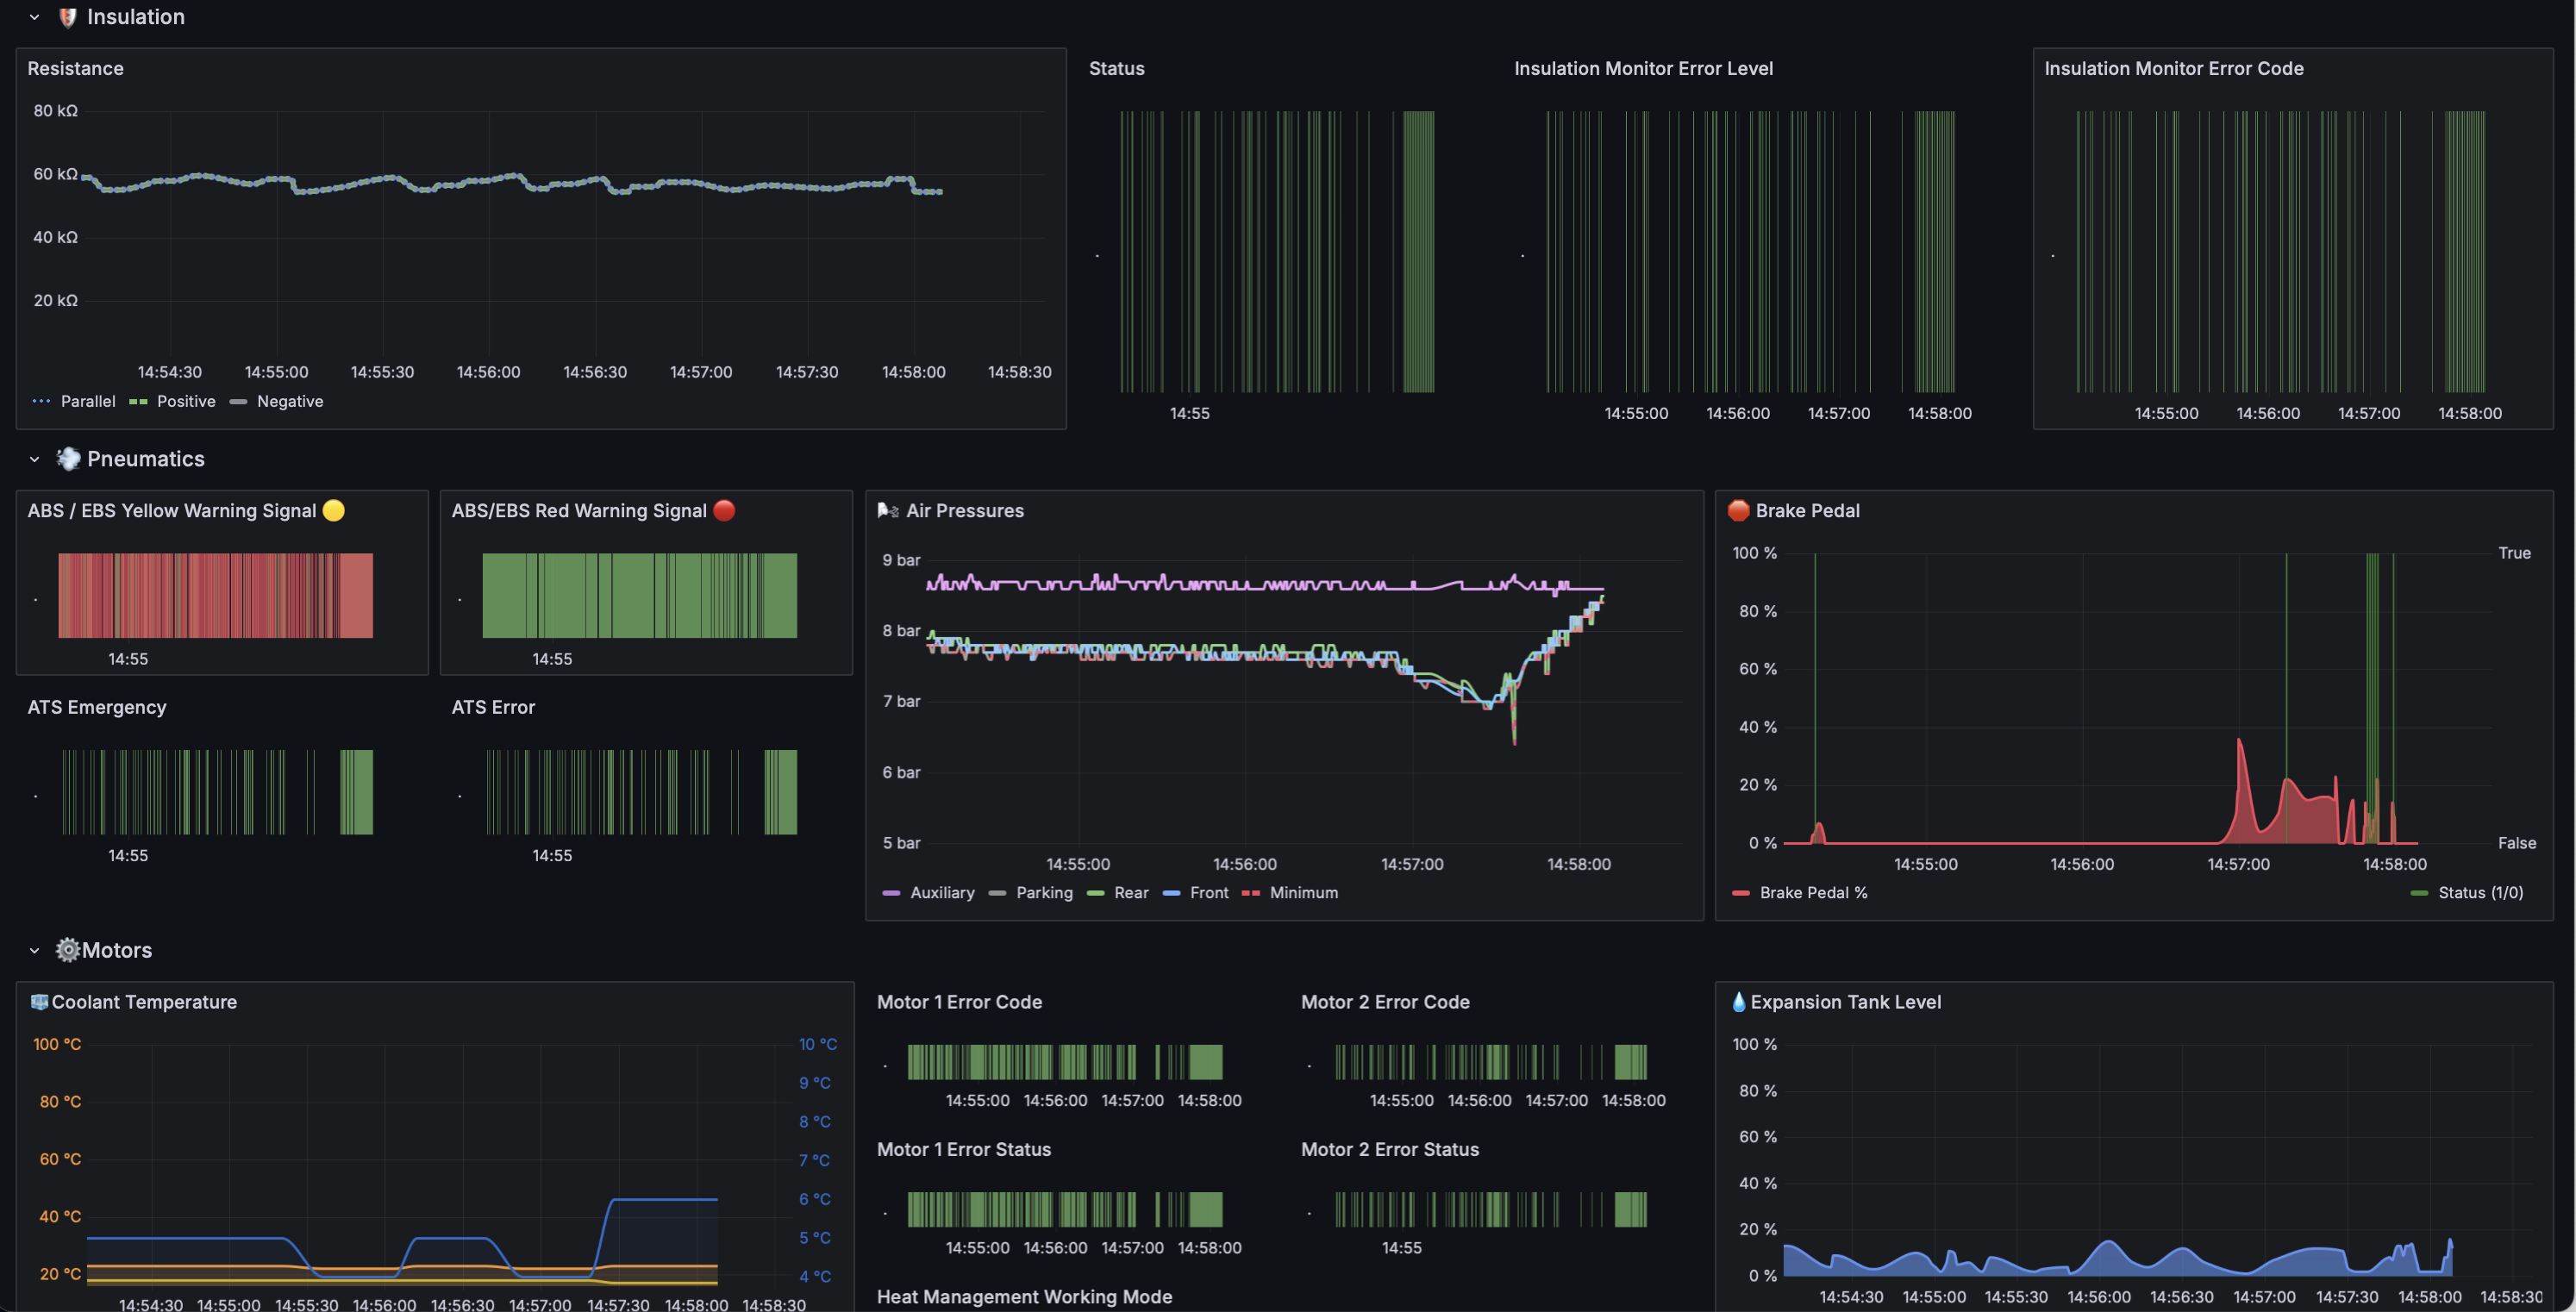 Insulation
Resistance
80 kΩ
60 kΩ
40 kΩ
20 kΩ
14:54:30 14:55:00 14:55:30 14:56:00 14:56:30 14:57:00 14:57:30 14:58:00 14:58:30
Parallel Positive Negative
Status
14:55
Insulation Monitor Error Level
14:55:00 14:56:00 14:57:00 14:58:00
Insulation Monitor Error Code
14:55:00 14:56:00 14:57:00 14:58:00
Pneumatics
ABS / EBS Yellow Warning Signal
14:55
ABS/EBS Red Warning Signal
14:55
ATS Emergency
14:55
ATS Error
14:55
Air Pressures
9 bar
8 bar
7 bar
6 bar
5 bar
14:55:00 14:56:00 14:57:00 14:58:00
Auxiliary Parking Rear Front Minimum
Brake Pedal
100 % True
80 %
60 %
40 %
20 %
0 % False
14:55:00 14:56:00 14:57:00 14:58:00
Brake Pedal % Status (1/0)
Motors
Coolant Temperature
100 °C 10 °C
9 °C
80 °C
8 °C
60 °C 7 °C
6 °C
40 °C
5 °C
20 °C 4 °C
14:54:30 14:55:00 14:55:30 14:56:00 14:56:30 14:57:00 14:57:30 14:58:00 14:58:30
Motor 1 Error Code
14:55:00 14:56:00 14:57:00 14:58:00
Motor 2 Error Code
14:55:00 14:56:00 14:57:00 14:58:00
Motor 1 Error Status
14:55:00 14:56:00 14:57:00 14:58:00
Motor 2 Error Status
14:55
Heat Management Working Mode
Expansion Tank Level
100 %
80 %
60 %
40 %
20 %
0 %
14:54:30 14:55:00 14:55:30 14:56:00 14:56:30 14:57:00 14:57:30 14:58:00 14:58:30